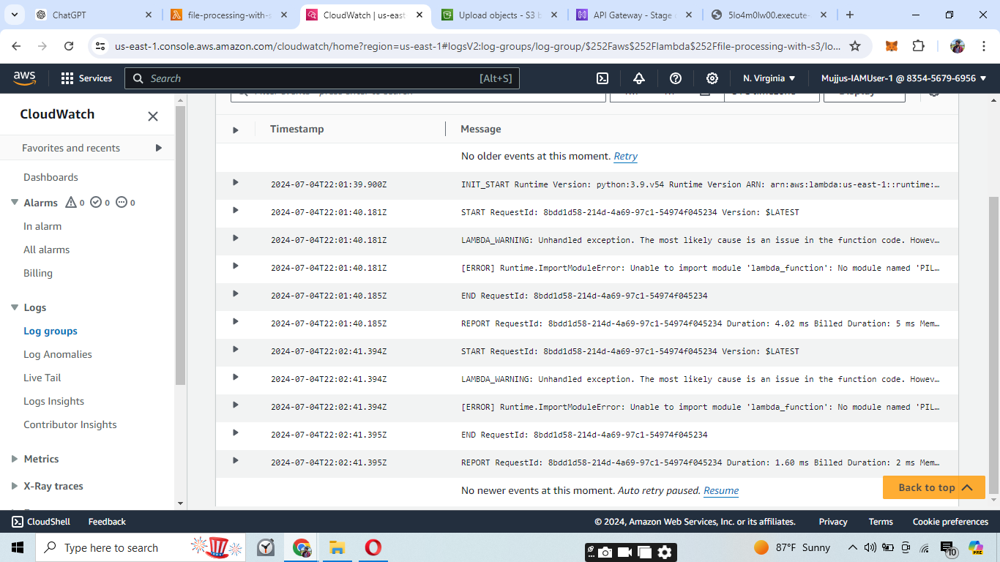 ChatGPT
file-processing-with-s
CloudWatch | us-east
Upload objects - S3 b
API Gateway - Stage
5lo4m0lw00.execute-
us-east-1.console.aws.amazon.com/cloudwatch/home?region=us-east-1#logsV2:log-groups/log-group/$252Faws$252Flambda$252Ffile-processing-with-s3/lo...
aws
Services
Search
[Alt+S]
N. Virginia
Mujjus-IAMUser-1 @ 8354-5679-6956
CloudWatch
Favorites and recents
Dashboards
Alarms 0 0 0
In alarm
All alarms
Billing
Logs
Log groups
Log Anomalies
Live Tail
Logs Insights
Contributor Insights
Metrics
X-Ray traces
Timestamp Message
No older events at this moment. Retry
2024-07-04T22:01:39.900Z INIT_START Runtime Version: python:3.9.v54 Runtime Version ARN: arn:aws:lambda:us-east-1::runtime:…
2024-07-04T22:01:40.181Z START RequestId: 8bdd1d58-214d-4a69-97c1-54974f045234 Version: $LATEST
2024-07-04T22:01:40.181Z LAMBDA_WARNING: Unhandled exception. The most likely cause is an issue in the function code. Howev…
2024-07-04T22:01:40.181Z [ERROR] Runtime.ImportModuleError: Unable to import module 'lambda_function': No module named 'PIL…
2024-07-04T22:01:40.185Z END RequestId: 8bdd1d58-214d-4a69-97c1-54974f045234
2024-07-04T22:01:40.185Z REPORT RequestId: 8bdd1d58-214d-4a69-97c1-54974f045234 Duration: 4.02 ms Billed Duration: 5 ms Mem…
2024-07-04T22:02:41.394Z START RequestId: 8bdd1d58-214d-4a69-97c1-54974f045234 Version: $LATEST
2024-07-04T22:02:41.394Z LAMBDA_WARNING: Unhandled exception. The most likely cause is an issue in the function code. Howev…
2024-07-04T22:02:41.394Z [ERROR] Runtime.ImportModuleError: Unable to import module 'lambda_function': No module named 'PIL…
2024-07-04T22:02:41.395Z END RequestId: 8bdd1d58-214d-4a69-97c1-54974f045234
2024-07-04T22:02:41.395Z REPORT RequestId: 8bdd1d58-214d-4a69-97c1-54974f045234 Duration: 1.60 ms Billed Duration: 2 ms Mem…
No newer events at this moment. Auto retry paused. Resume
Back to top
CloudShell Feedback
© 2024, Amazon Web Services, Inc. or its affiliates. Privacy Terms Cookie preferences
Type here to search
87°F Sunny
10
PRE